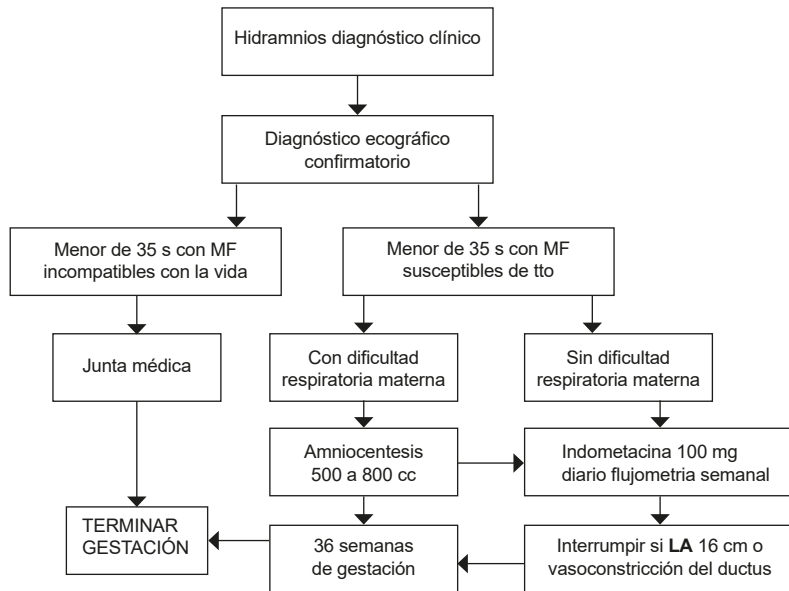 Hidramnios diagnóstico clínico
Diagnóstico ecográfico
confirmatorio
Menor de 35 s con MF
incompatibles con la vida
Menor de 35 s con MF
susceptibles de tto
Junta médica
Con dificultad
respiratoria materna
Sin dificultad
respiratoria materna
Amniocentesis
500 a 800 cc
Indometacina 100 mg
diario flujometria semanal
TERMINAR
GESTACIÓN
36 semanas
de gestación
Interrumpir si LA 16 cm o
vasoconstricción del ductus